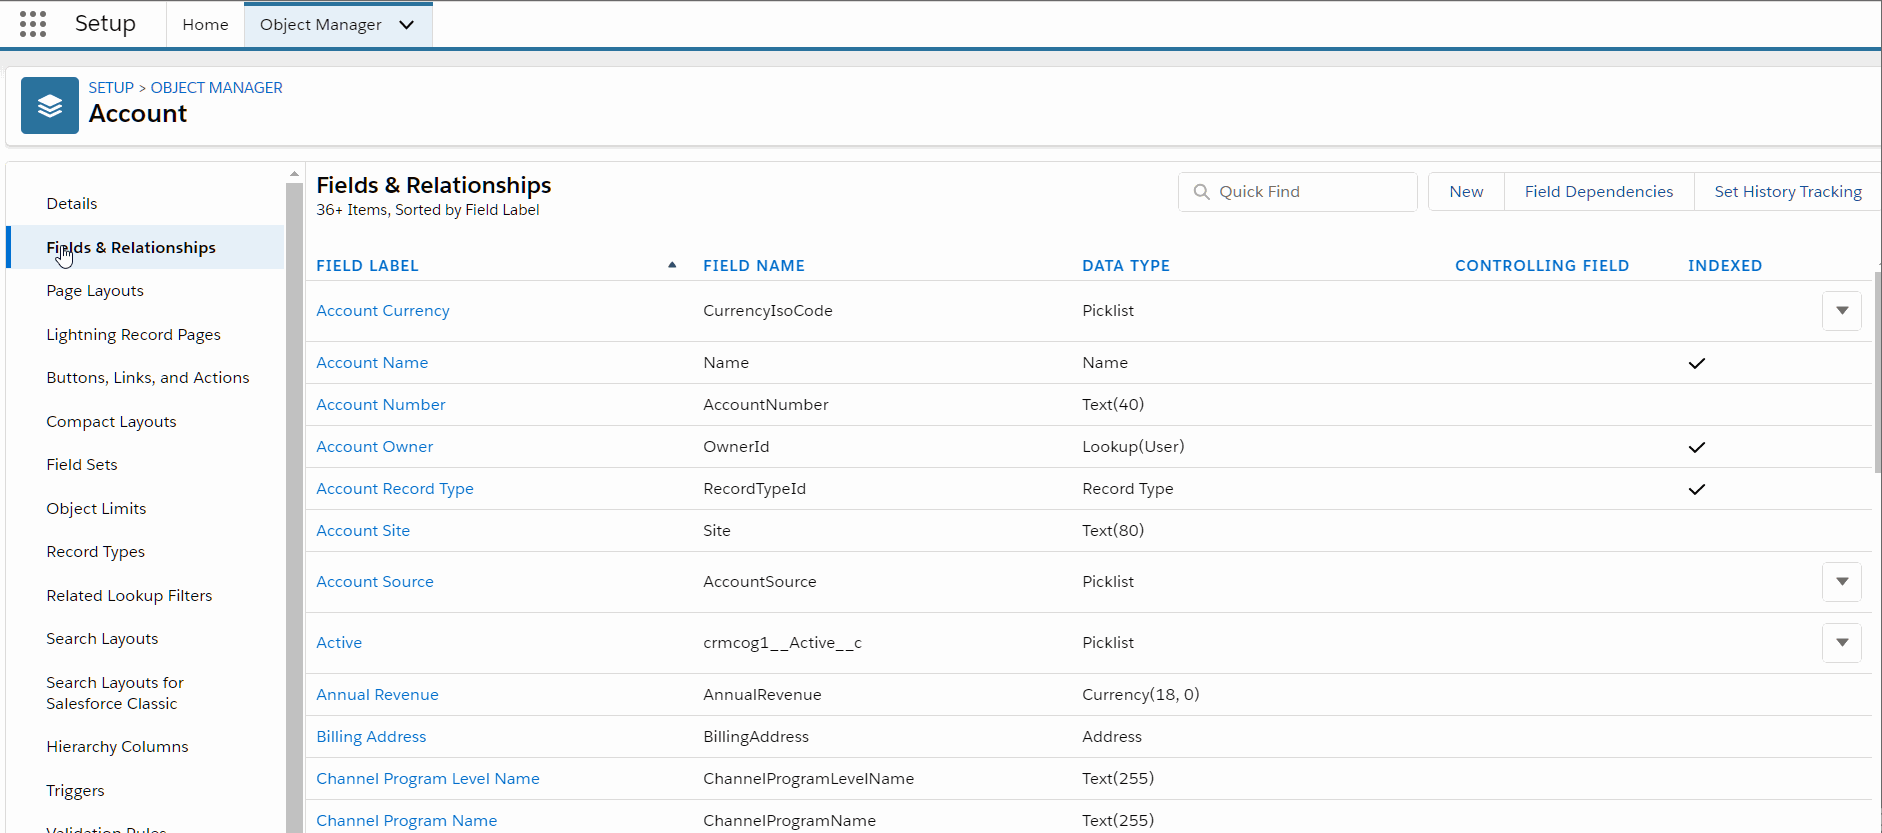 Setup
Home
Object Manager
SETUP > OBJECT MANAGER
Account
Details
Fields & Relationships
Page Layouts
Lightning Record Pages
Buttons, Links, and Actions
Compact Layouts
Field Sets
Object Limits
Record Types
Related Lookup Filters
Search Layouts
Search Layouts for
Salesforce Classic
Hierarchy Columns
Triggers
Validation Rules
Fields & Relationships
36+ Items, Sorted by Field Label
Quick Find
New
Field Dependencies
Set History Tracking
FIELD LABEL FIELD NAME DATA TYPE CONTROLLING FIELD INDEXED
Account Currency CurrencyIsoCode Picklist
Account Name Name Name
Account Number AccountNumber Text(40)
Account Owner OwnerId Lookup(User)
Account Record Type RecordTypeId Record Type
Account Site Site Text(80)
Account Source AccountSource Picklist
Active crmcog1__Active__c Picklist
Annual Revenue AnnualRevenue Currency(18, 0)
Billing Address BillingAddress Address
Channel Program Level Name ChannelProgramLevelName Text(255)
Channel Program Name ChannelProgramName Text(255)